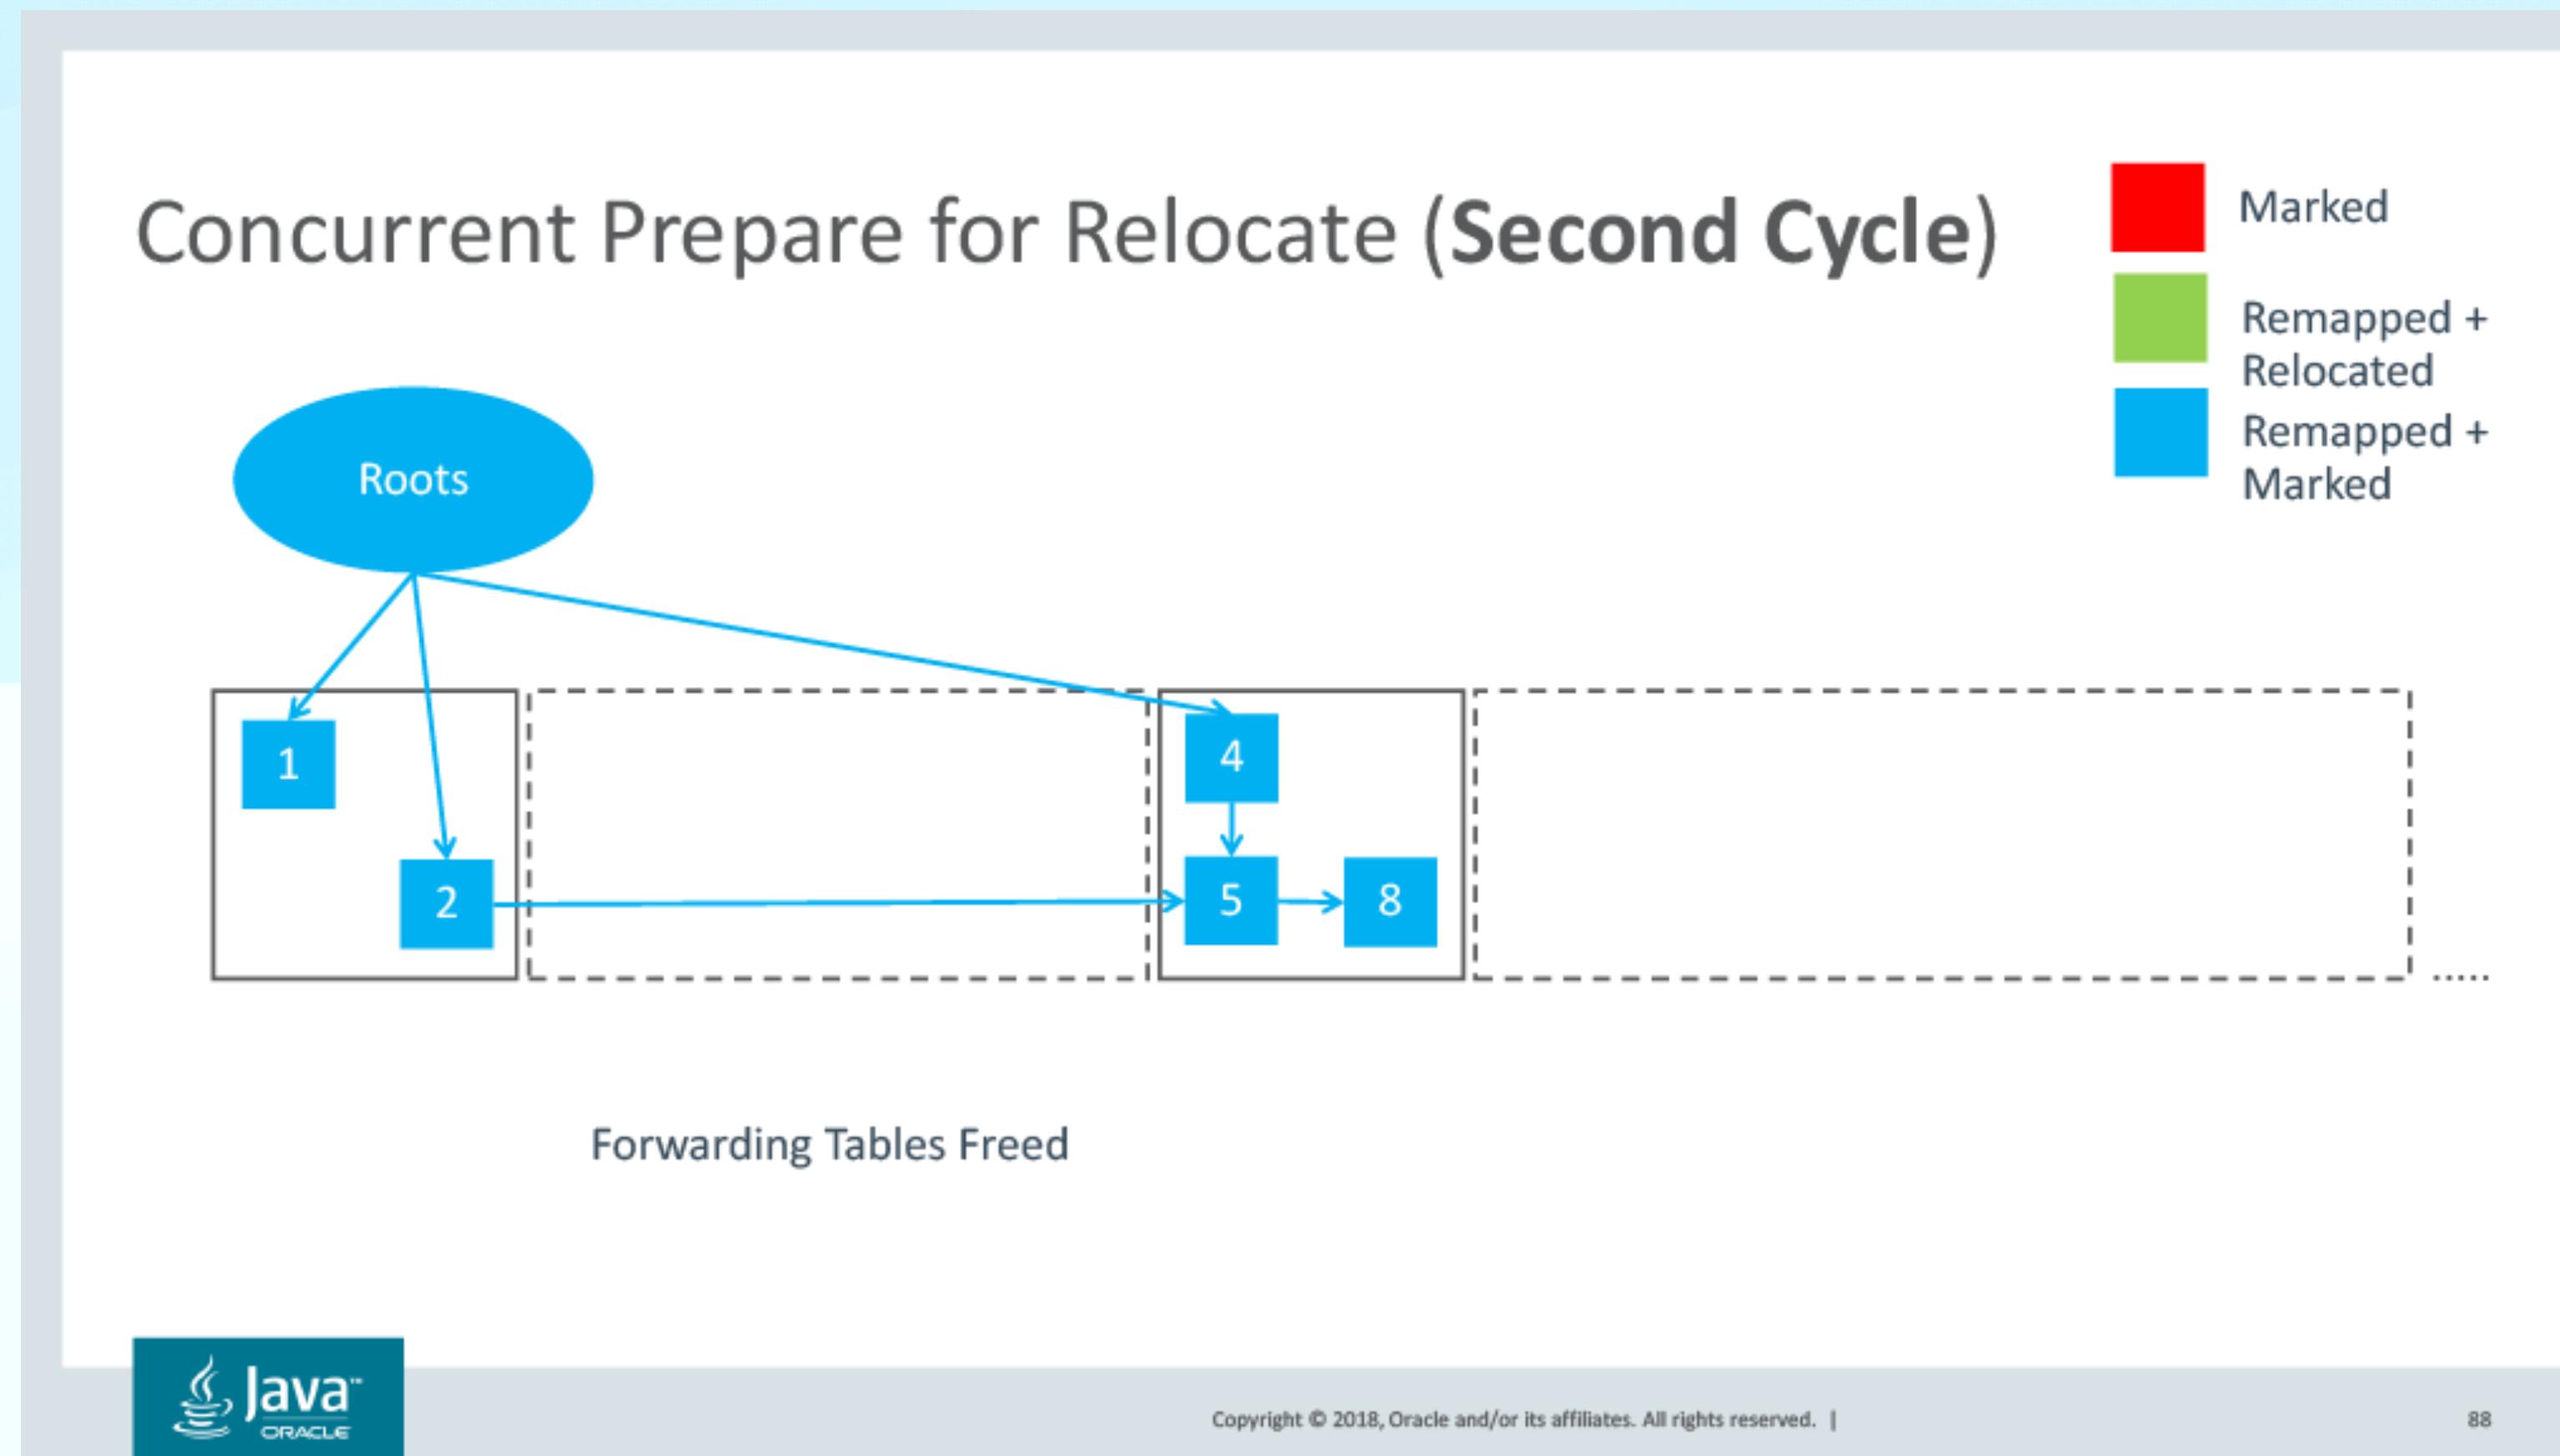 Concurrent Prepare for Relocate (Second Cycle)
Marked
Remapped +
Relocated
Remapped +
Marked
Roots
1
2
4
5
8
.....
Forwarding Tables Freed
Java™
ORACLE
Copyright © 2018, Oracle and/or its affiliates. All rights reserved. |
88